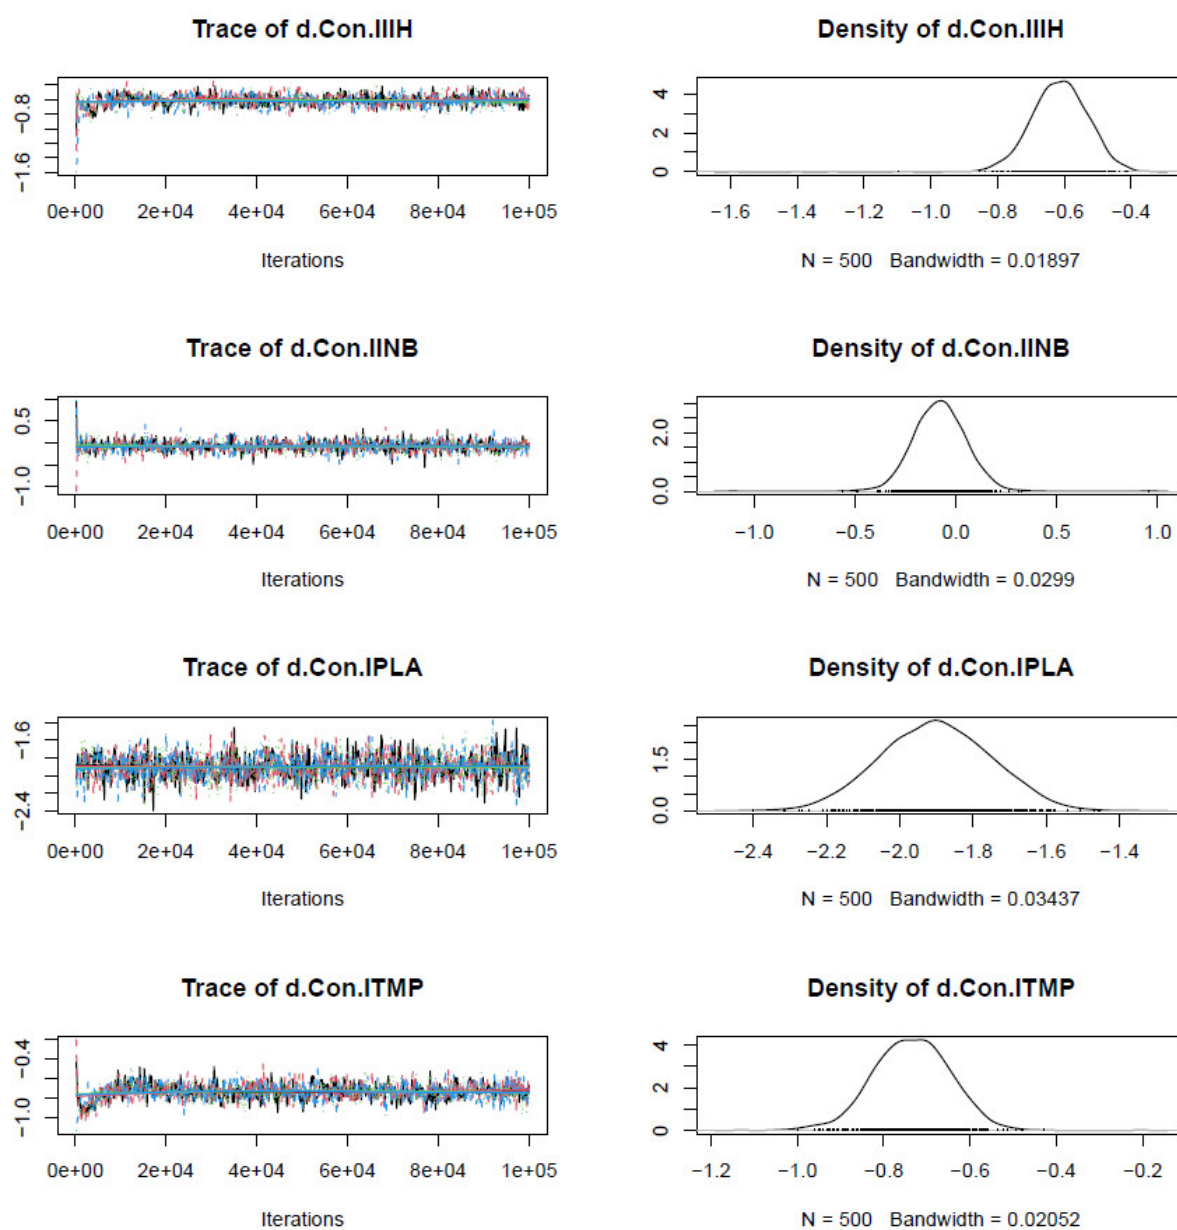 Trace of d.Con.IIIH
Density of d.Con.IIIH
−0.8
−1.6
0e+00 2e+04 4e+04 6e+04 8e+04 1e+05
Iterations
4
2
0
−1.6 −1.4 −1.2 −1.0 −0.8 −0.6 −0.4
N = 500 Bandwidth = 0.01897
Trace of d.Con.IINB
Density of d.Con.IINB
0.5
−1.0
0e+00 2e+04 4e+04 6e+04 8e+04 1e+05
Iterations
2.0
0.0
−1.0 −0.5 0.0 0.5 1.0
N = 500 Bandwidth = 0.0299
Trace of d.Con.IPLA
Density of d.Con.IPLA
−1.6
−2.4
0e+00 2e+04 4e+04 6e+04 8e+04 1e+05
Iterations
1.5
0.0
−2.4 −2.2 −2.0 −1.8 −1.6 −1.4
N = 500 Bandwidth = 0.03437
Trace of d.Con.ITMP
Density of d.Con.ITMP
−0.4
−1.0
0e+00 2e+04 4e+04 6e+04 8e+04 1e+05
Iterations
4
2
0
−1.2 −1.0 −0.8 −0.6 −0.4 −0.2
N = 500 Bandwidth = 0.02052